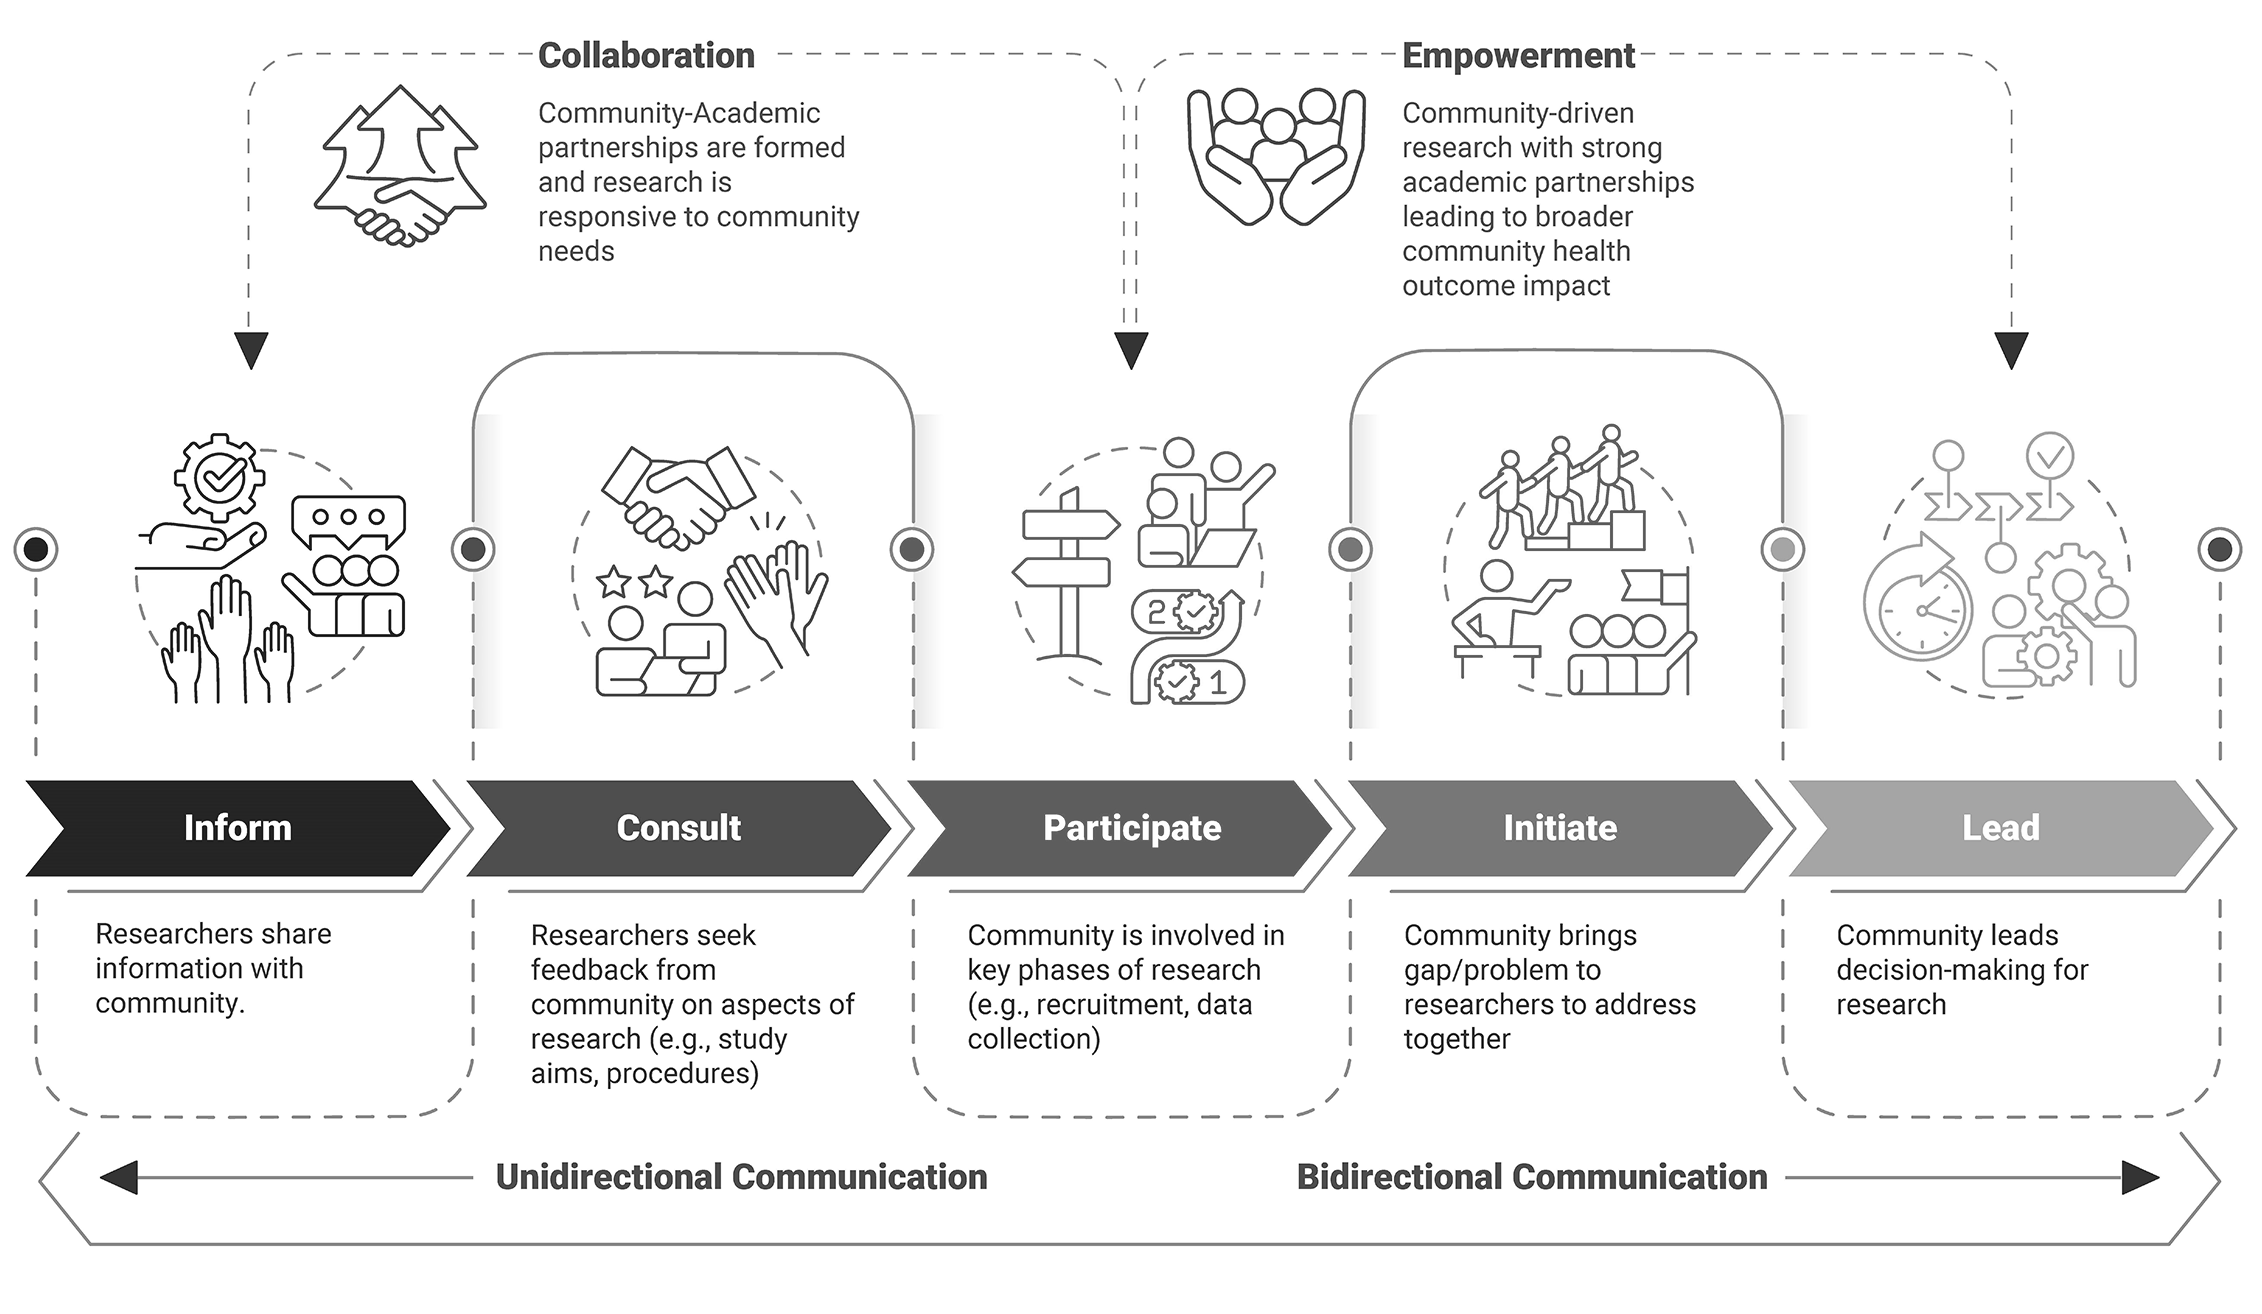 Collaboration
Community-Academic
partnerships are formed
and research is
responsive to community
needs
Empowerment
Community-driven
research with strong
academic partnerships
leading to broader
community health
outcome impact
2
1
Inform
Consult
Participate
Initiate
Lead
Researchers share
information with
community.
Researchers seek
feedback from
community on aspects of
research (e.g., study
aims, procedures)
Community is involved in
key phases of research
(e.g., recruitment, data
collection)
Community brings
gap/problem to
researchers to address
together
Community leads
decision-making for
research
Unidirectional Communication
Bidirectional Communication